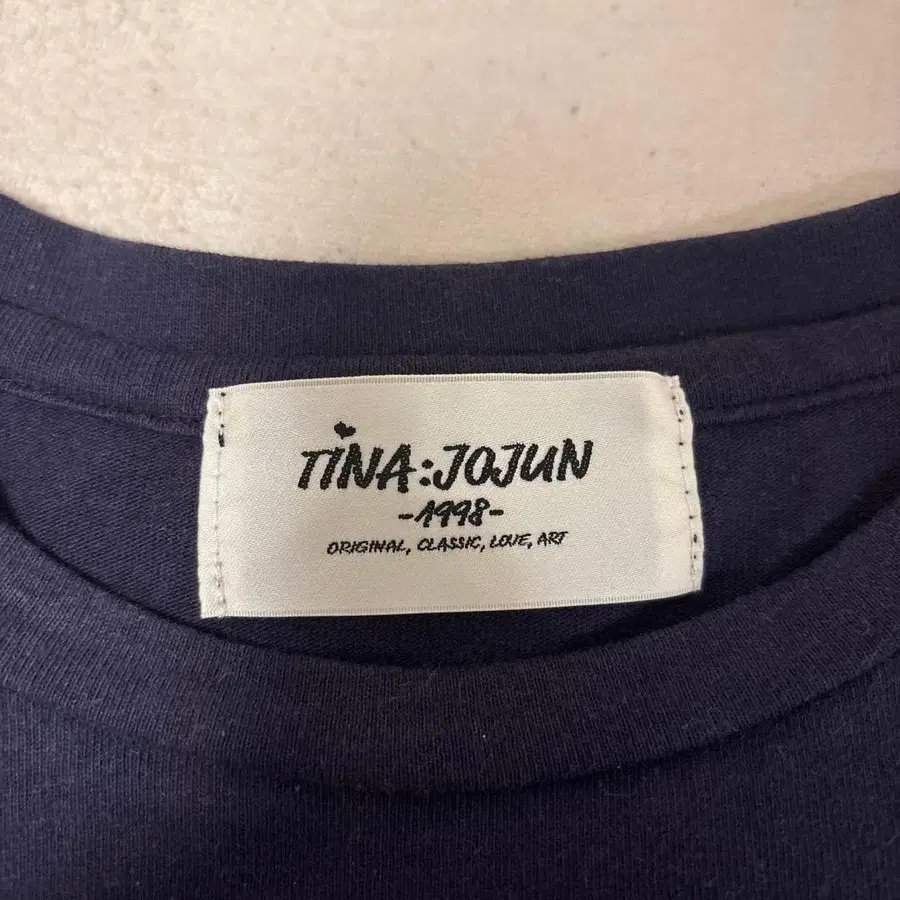 TINA:JOJUN
-1998-
ORIGINAL, CLASSIC, LOVE, ART